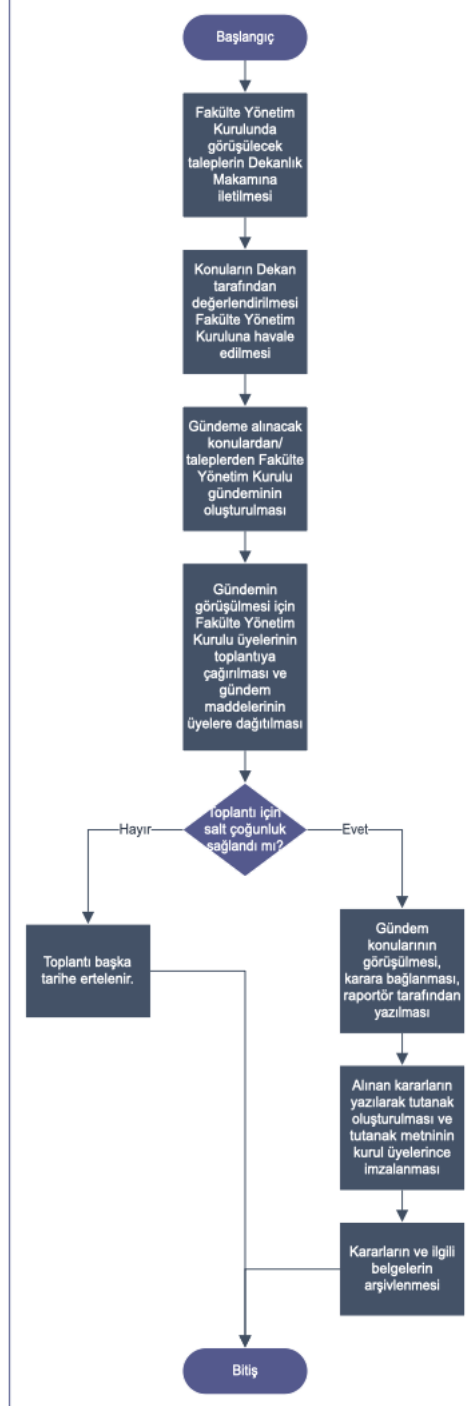 Başlangıç
Fakülte Yönetim
Kurulunda
görüşülecek
taleplerin Dekanlık
Makamına
iletilmesi
Konuların Dekan
tarafından
değerlendirilmesi
Fakülte Yönetim
Kuruluna havale
edilmesi
Gündeme alınacak
konulardan/
taleplerden Fakülte
Yönetim Kurulu
gündeminin
oluşturulması
Gündemin
görüşülmesi için
Fakülte Yönetim
Kurulu üyelerinin
toplantıya
çağırılması ve
gündem
maddelerinin
üyelere dağıtılması
Toplantı için
salt çoğunluk
sağlandı mı?
Hayır
Evet
Toplantı başka
tarihe ertelenir.
Gündem
konularının
görüşülmesi,
karara bağlanması,
raportör tarafından
yazılması
Alınan kararların
yazılarak tutanak
oluşturulması ve
tutanak metninin
kurul üyelerince
imzalanması
Kararların ve ilgili
belgelerin
arşivlenmesi
Bitiş